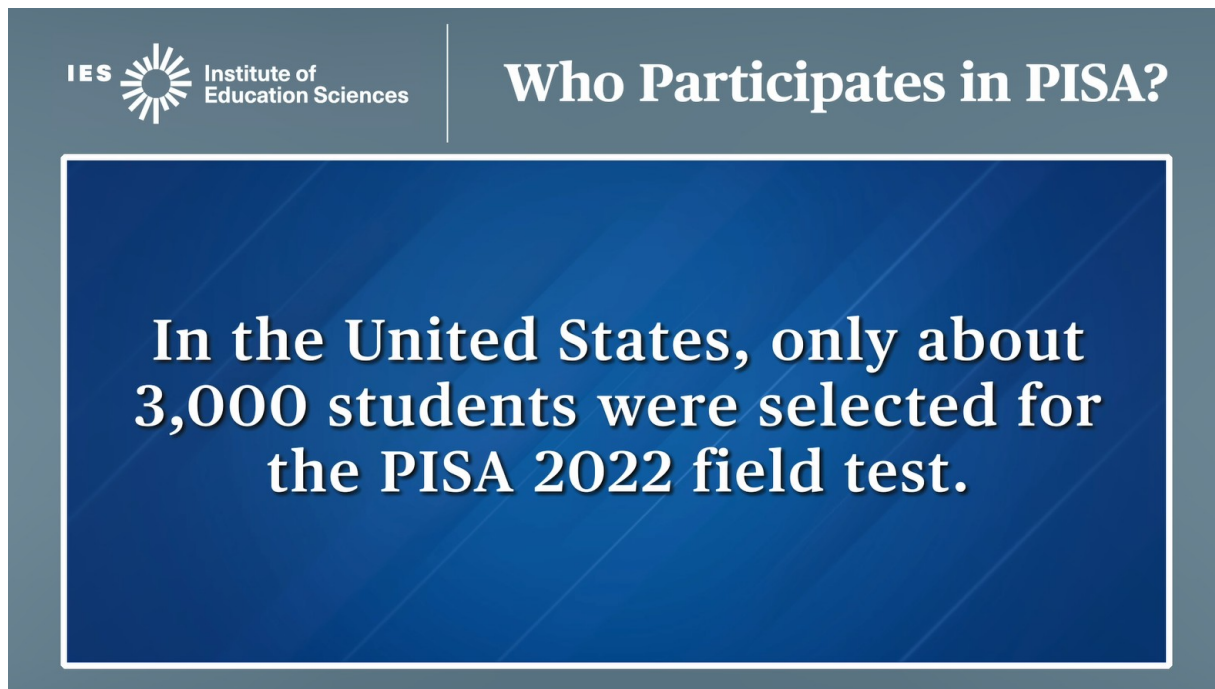 IES
Institute of
Education Sciences
Who Participates in PISA?
In the United States, only about
3,000 students were selected for
the PISA 2022 field test.